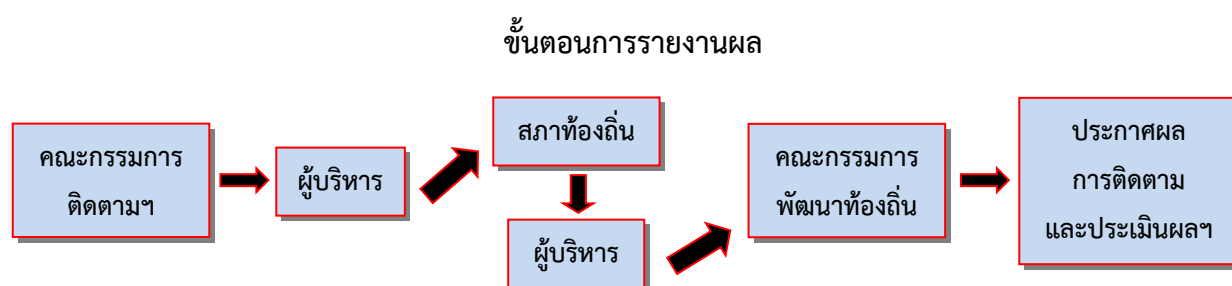 ขั้นตอนการรายงานผล
คณะกรรมการ
ติดตามฯ
ผู้บริหาร
สภาท้องถิ่น
ผู้บริหาร
คณะกรรมการ
พัฒนาท้องถิ่น
ประกาศผล
การติดตาม
และประเมินผลฯ